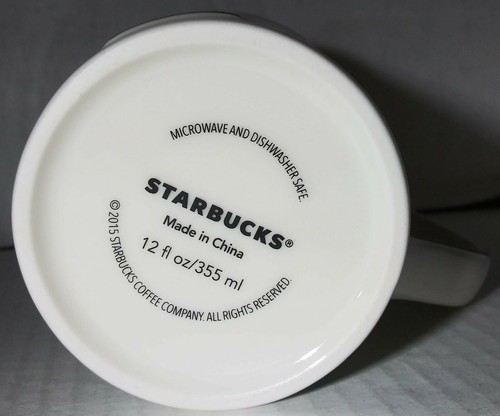 MICROWAVE AND DISHWASHER SAFE.
STARBUCKS®
Made in China
12 fl oz/355 ml
© 2015 STARBUCKS COFFEE COMPANY. ALL RIGHTS RESERVED.